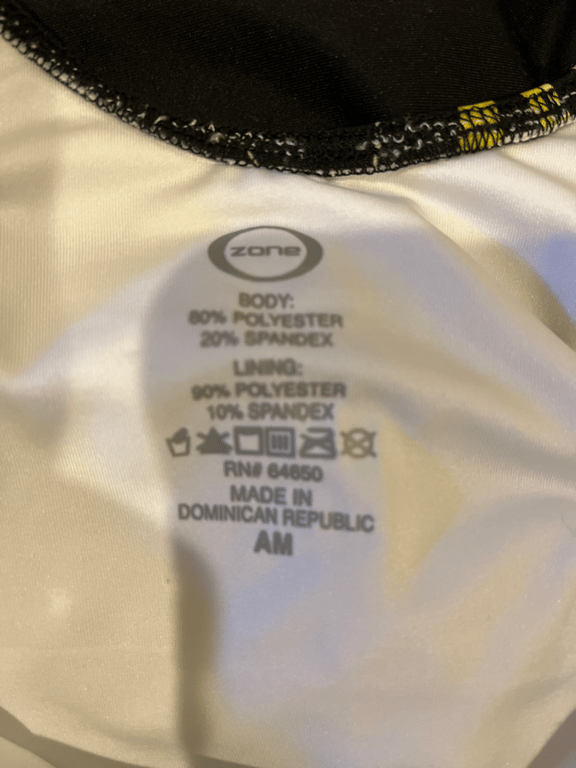 zone
BODY:
80% POLYESTER
20% SPANDEX
LINING:
90% POLYESTER
10% SPANDEX
RN# 64650
MADE IN
DOMINICAN REPUBLIC
AM